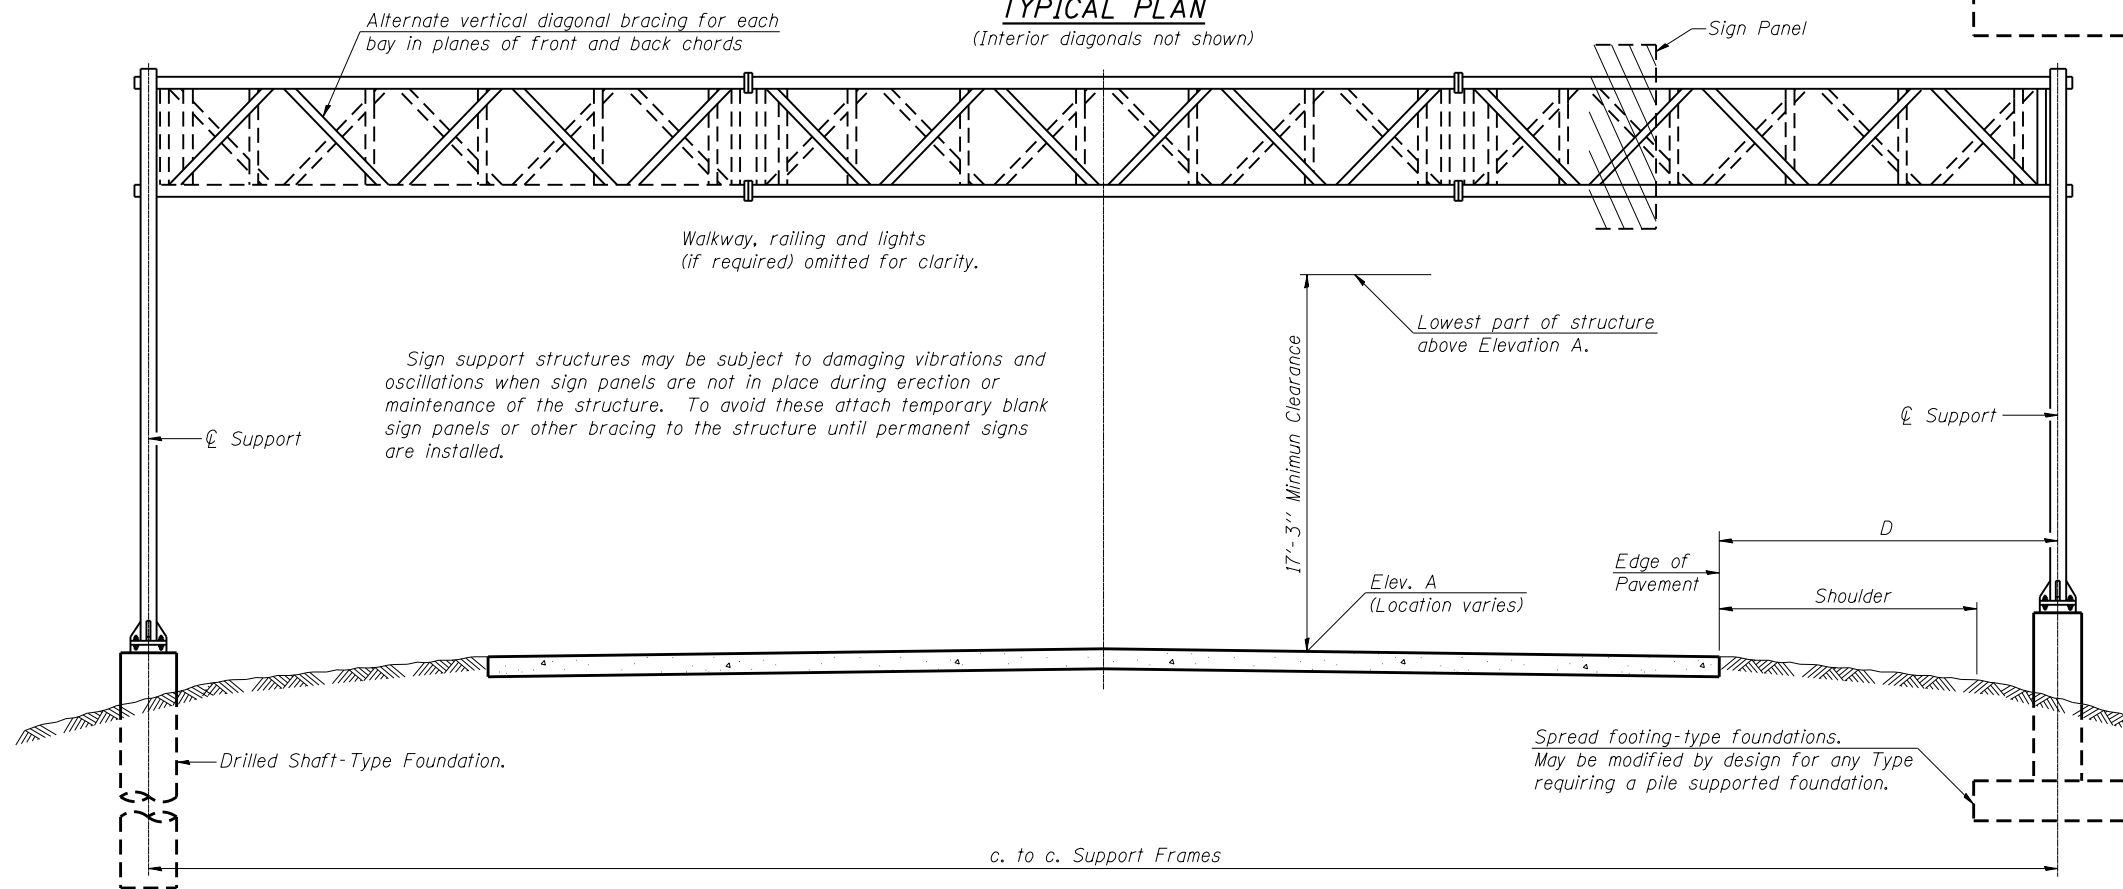 TYPICAL PLAN
(Interior diagonals not shown)
Alternate vertical diagonal bracing for each
bay in planes of front and back chords
Sign Panel
Walkway, railing and lights
(if required) omitted for clarity.
Lowest part of structure
above Elevation A.
Sign support structures may be subject to damaging vibrations and
oscillations when sign panels are not in place during erection or
maintenance of the structure. To avoid these attach temporary blank
sign panels or other bracing to the structure until permanent signs
are installed.
17'-3" Minimun Clearance
℄ Support
℄ Support
D
Edge of
Pavement
Shoulder
Elev. A
(Location varies)
Drilled Shaft-Type Foundation.
Spread footing-type foundations.
May be modified by design for any Type
requiring a pile supported foundation.
c. to c. Support Frames